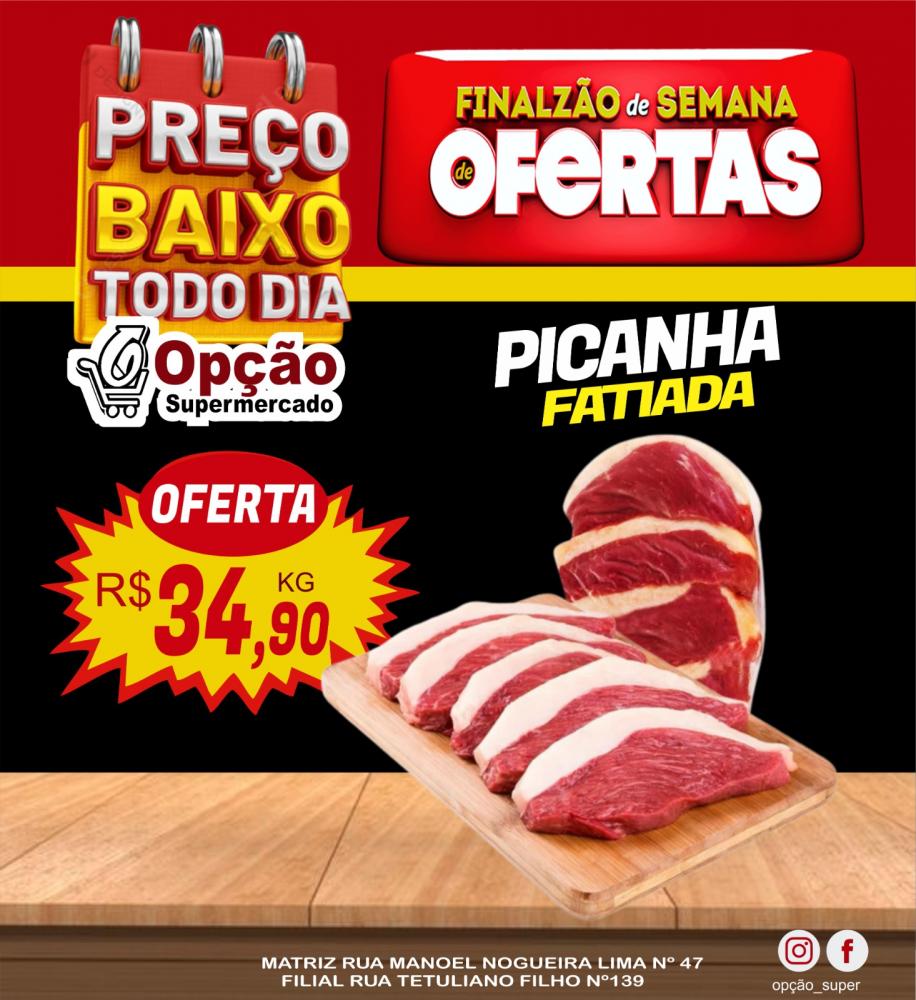 PREÇO
BAIXO
TODO DIA
Opção
Supermercado
FINALZÃO de SEMANA
de OFERTAS
PICANHA
FATIADA
OFERTA
R$ 34,90 KG
MATRIZ RUA MANOEL NOGUEIRA LIMA Nº 47
FILIAL RUA TETULIANO FILHO Nº139
opção_super